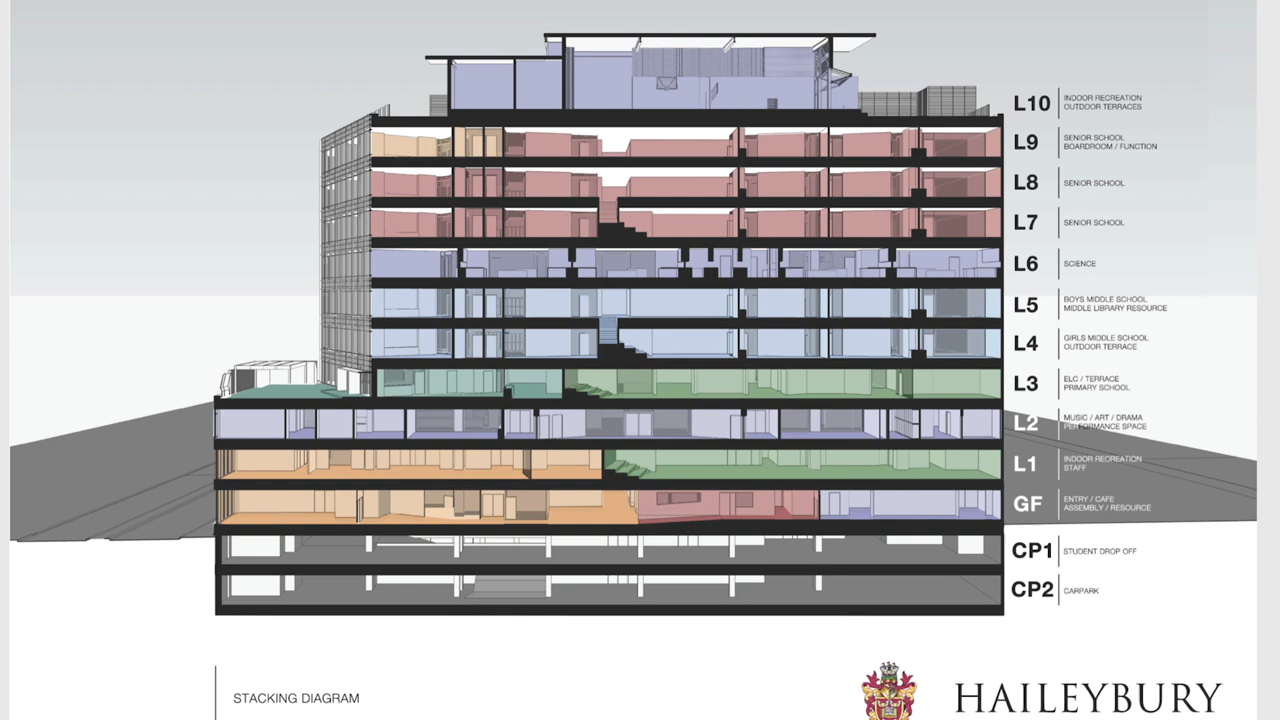 L10
INDOOR RECREATION
OUTDOOR TERRACES
L9
SENIOR SCHOOL
BOARDROOM / FUNCTION
L8
SENIOR SCHOOL
L7
SENIOR SCHOOL
L6
SCIENCE
L5
BOYS MIDDLE SCHOOL
MIDDLE LIBRARY RESOURCE
L4
GIRLS MIDDLE SCHOOL
OUTDOOR TERRACE
L3
ELC / TERRACE
PRIMARY SCHOOL
L2
MUSIC / ART / DRAMA
PERFORMANCE SPACE
L1
INDOOR RECREATION
STAFF
GF
ENTRY / CAFE
ASSEMBLY / RESOURCE
CP1
STUDENT DROP OFF
CP2
CARPARK
STACKING DIAGRAM
HAILEYBURY